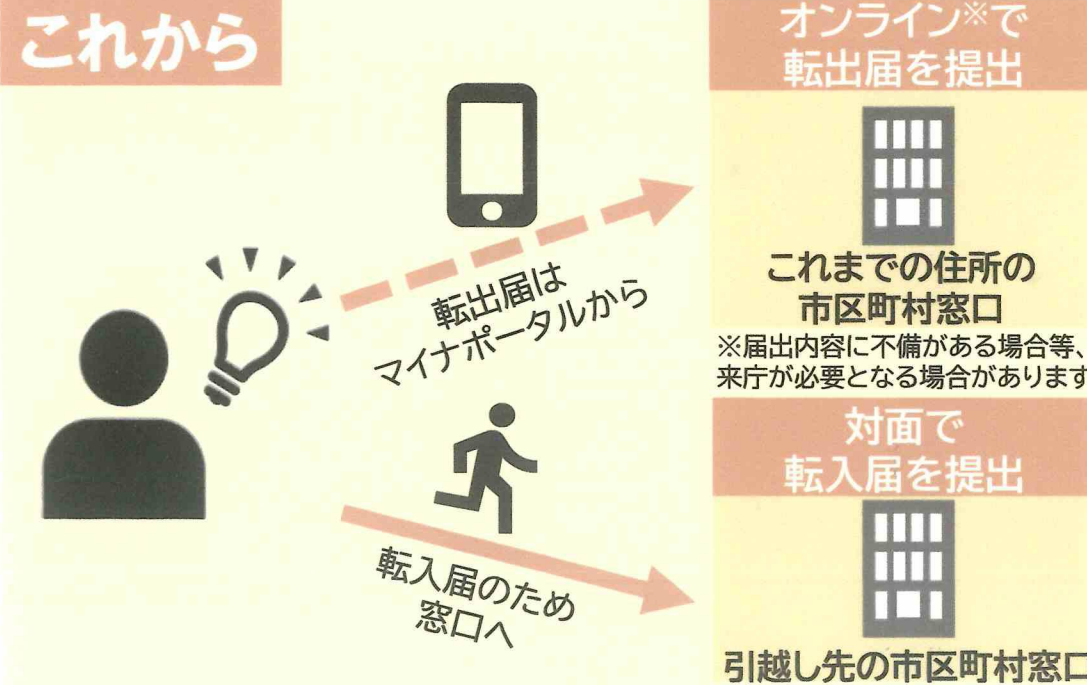 これから
オンライン※で
転出届を提出
転出届は
マイナポータルから
これまでの住所の
市区町村窓口
※届出内容に不備がある場合等、
来庁が必要となる場合があります
対面で
転入届を提出
転入届のため
窓口へ
引越し先の市区町村窓口